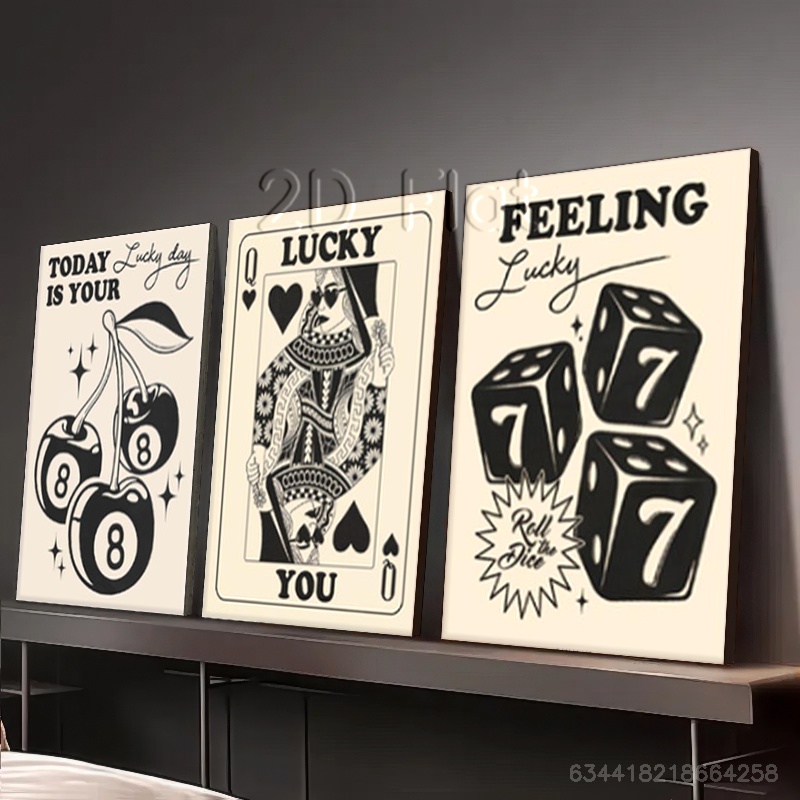 2D Flat
TODAY Lucky day
IS YOUR
8
8
8
Q
LUCKY
YOU
Q
FEELING
Lucky
7
7
7
Roll
the
Dice
634418218664258